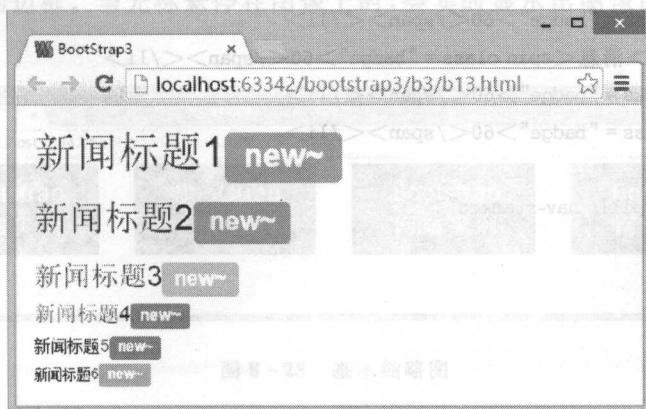 BootStrap3
localhost:63342/bootstrap3/b3/b13.html
新闻标题1 new~
新闻标题2 new~
新闻标题3 new~
新闻标题4 new~
新闻标题5 new~
新闻标题6 new~